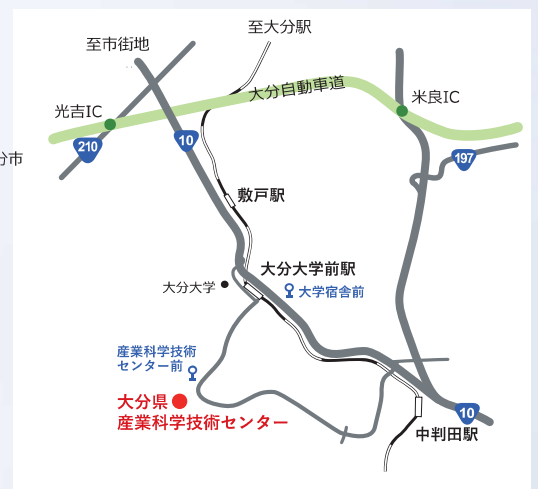 至大分駅
至市街地
大分自動車道
米良IC
光吉IC
210
10
197
分市
敷戸駅
大分大学前駅
大分大学
大学宿舎前
産業科学技術
センター前
大分県
産業科学技術センター
10
中判田駅